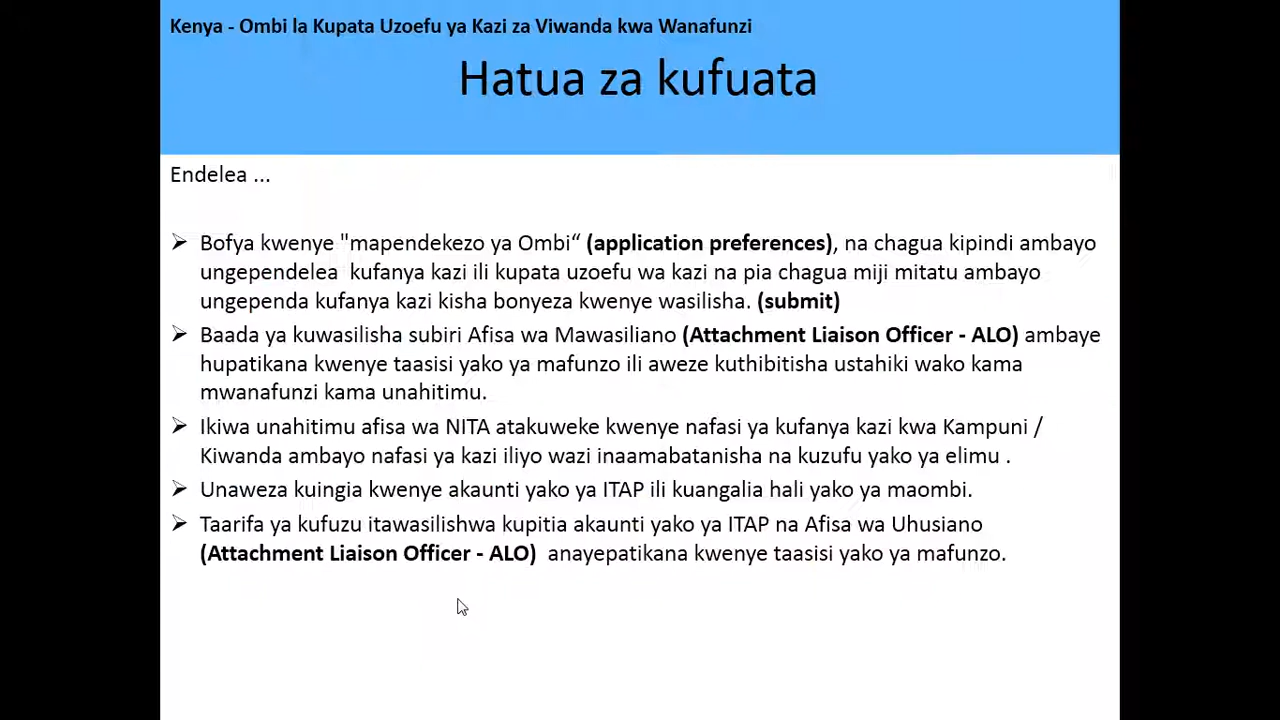 Kenya - Ombi la Kupata Uzoefu ya Kazi za Viwanda kwa Wanafunzi
Hatua za kufuata
Endelea ...
➢ Bofya kwenye "mapendekezo ya Ombi“ (application preferences), na chagua kipindi ambayo
ungependelea  kufanya kazi ili kupata uzoefu wa kazi na pia chagua miji mitatu ambayo
ungependa kufanya kazi kisha bonyeza kwenye wasilisha. (submit)
➢ Baada ya kuwasilisha subiri Afisa wa Mawasiliano (Attachment Liaison Officer - ALO) ambaye
hupatikana kwenye taasisi yako ya mafunzo ili aweze kuthibitisha ustahiki wako kama
mwanafunzi kama unahitimu.
➢ Ikiwa unahitimu afisa wa NITA atakuweke kwenye nafasi ya kufanya kazi kwa Kampuni /
Kiwanda ambayo nafasi ya kazi iliyo wazi inaamabatanisha na kuzufu yako ya elimu .
➢ Unaweza kuingia kwenye akaunti yako ya ITAP ili kuangalia hali yako ya maombi.
➢ Taarifa ya kufuzu itawasilishwa kupitia akaunti yako ya ITAP na Afisa wa Uhusiano
(Attachment Liaison Officer - ALO)  anayepatikana kwenye taasisi yako ya mafunzo.